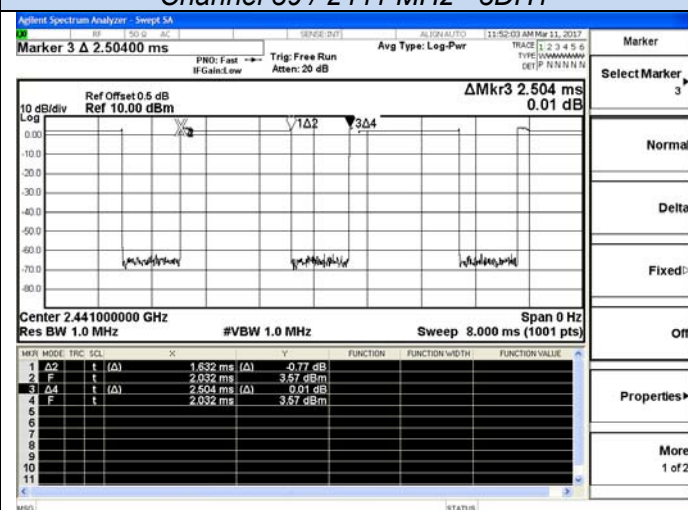 Agilent Spectrum Analyzer - Swept SA
RF 50 Ω AC SENSE:INT ALIGN AUTO 11:52:03 AM Mar 11, 2017
Marker 3 Δ 2.50400 ms
PNO: Fast
IFGain:Low
Trig: Free Run
Atten: 20 dB
Avg Type: Log-Pwr
TRACE 1 2 3 4 5 6
TYPE
DET P N N N N N
Ref Offset 0.5 dB
10 dB/div Ref 10.00 dBm
ΔMkr3 2.504 ms
0.01 dB
Log
1Δ2
3Δ4
0.00
-10.0
-20.0
-30.0
-40.0
-50.0
-60.0
-70.0
-80.0
Center 2.441000000 GHz Span 0 Hz
Res BW 1.0 MHz #VBW 1.0 MHz Sweep 8.000 ms (1001 pts)
MKR MODE TRC SCL X Y FUNCTION FUNCTION WIDTH FUNCTION VALUE
1 Δ2 t (Δ) 1.632 ms (Δ) -0.77 dB
2 F t 2.032 ms 3.57 dBm
3 Δ4 t (Δ) 2.504 ms (Δ) 0.01 dB
4 F t 2.032 ms 3.57 dBm
5
6
7
8
9
10
11
MSG STATUS
Marker
Select Marker
3
Normal
Delta
Fixed
Off
Properties
More
1 of 2